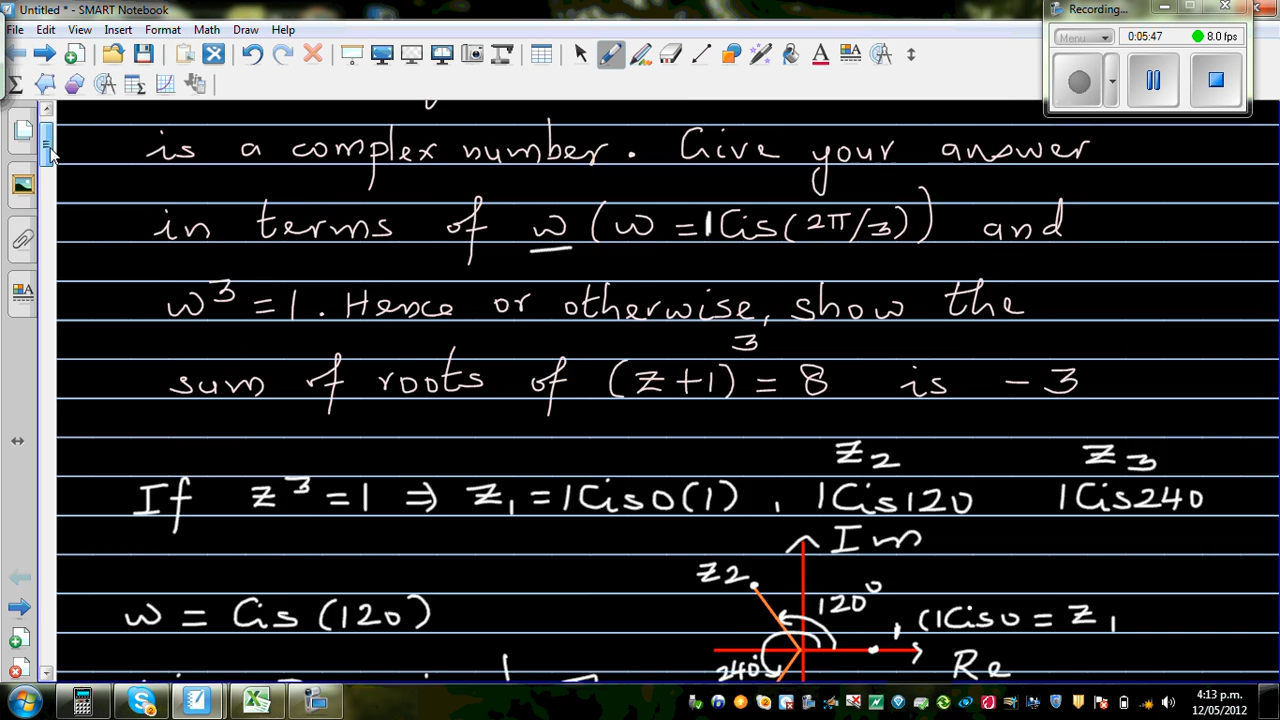 Untitled * - SMART Notebook
Recording...
File Edit View Insert Format Math Draw Help
Menu 0:05:47 8.0 fps
is a complex number. Give your answer
in terms of w (w = 1Cis(2π/3)) and
w³ = 1. Hence or otherwise, show the
sum of roots of (z+1)³ = 8 is -3
z2 z3
If z³ = 1 ⇒ z₁ = 1Cis0(1) , 1Cis120 1Cis240
Im
z2
120°
w = Cis(120)
(1Cis0 = z₁
240°
Re
4:13 p.m.
12/05/2012